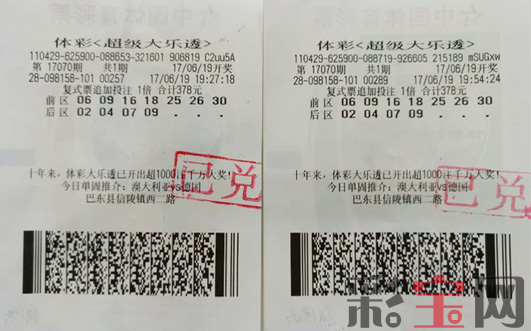 体彩<超级大乐透>
110429-625900-088653-321601 906819 C2uu5A
第 17070期 共1期 17/06/19开奖
28-098158-101 00257 17/06/19 19:27:18
复式票追加投注 1倍 合计378元
前区 06 09 16 18 25 26 30
后区 02 04 07 09
十年来，体彩大乐透已开出超1000注千万大奖！
今日单固推介：澳大利亚vs德国
巴东县信陵镇西二路
已兑
体彩<超级大乐透>
110429-625900-088719-926605 215189 mSUGxw
第 17070期 共1期 17/06/19开奖
28-098158-101 00289 17/06/19 19:54:24
复式票追加投注 1倍 合计378元
前区 06 09 16 18 25 26 30
后区 02 04 07 09
十年来，体彩大乐透已开出超1000注千万大奖！
今日单固推介：澳大利亚vs德国
巴东县信陵镇西二路
已兑
彩宝网